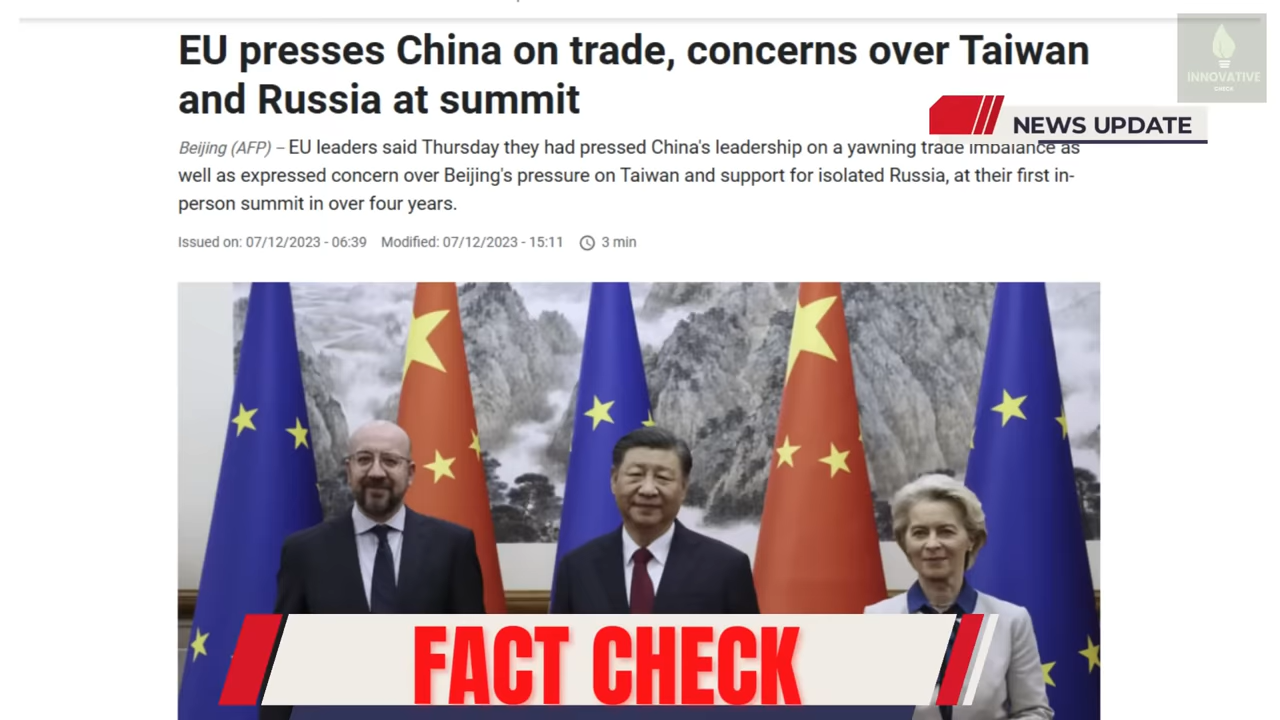 EU presses China on trade, concerns over Taiwan
and Russia at summit
INNOVATIVE
CHECK
NEWS UPDATE
Beijing (AFP) – EU leaders said Thursday they had pressed China's leadership on a yawning trade imbalance as
well as expressed concern over Beijing's pressure on Taiwan and support for isolated Russia, at their first in-
person summit in over four years.
Issued on: 07/12/2023 - 06:39 Modified: 07/12/2023 - 15:11 3 min
FACT CHECK